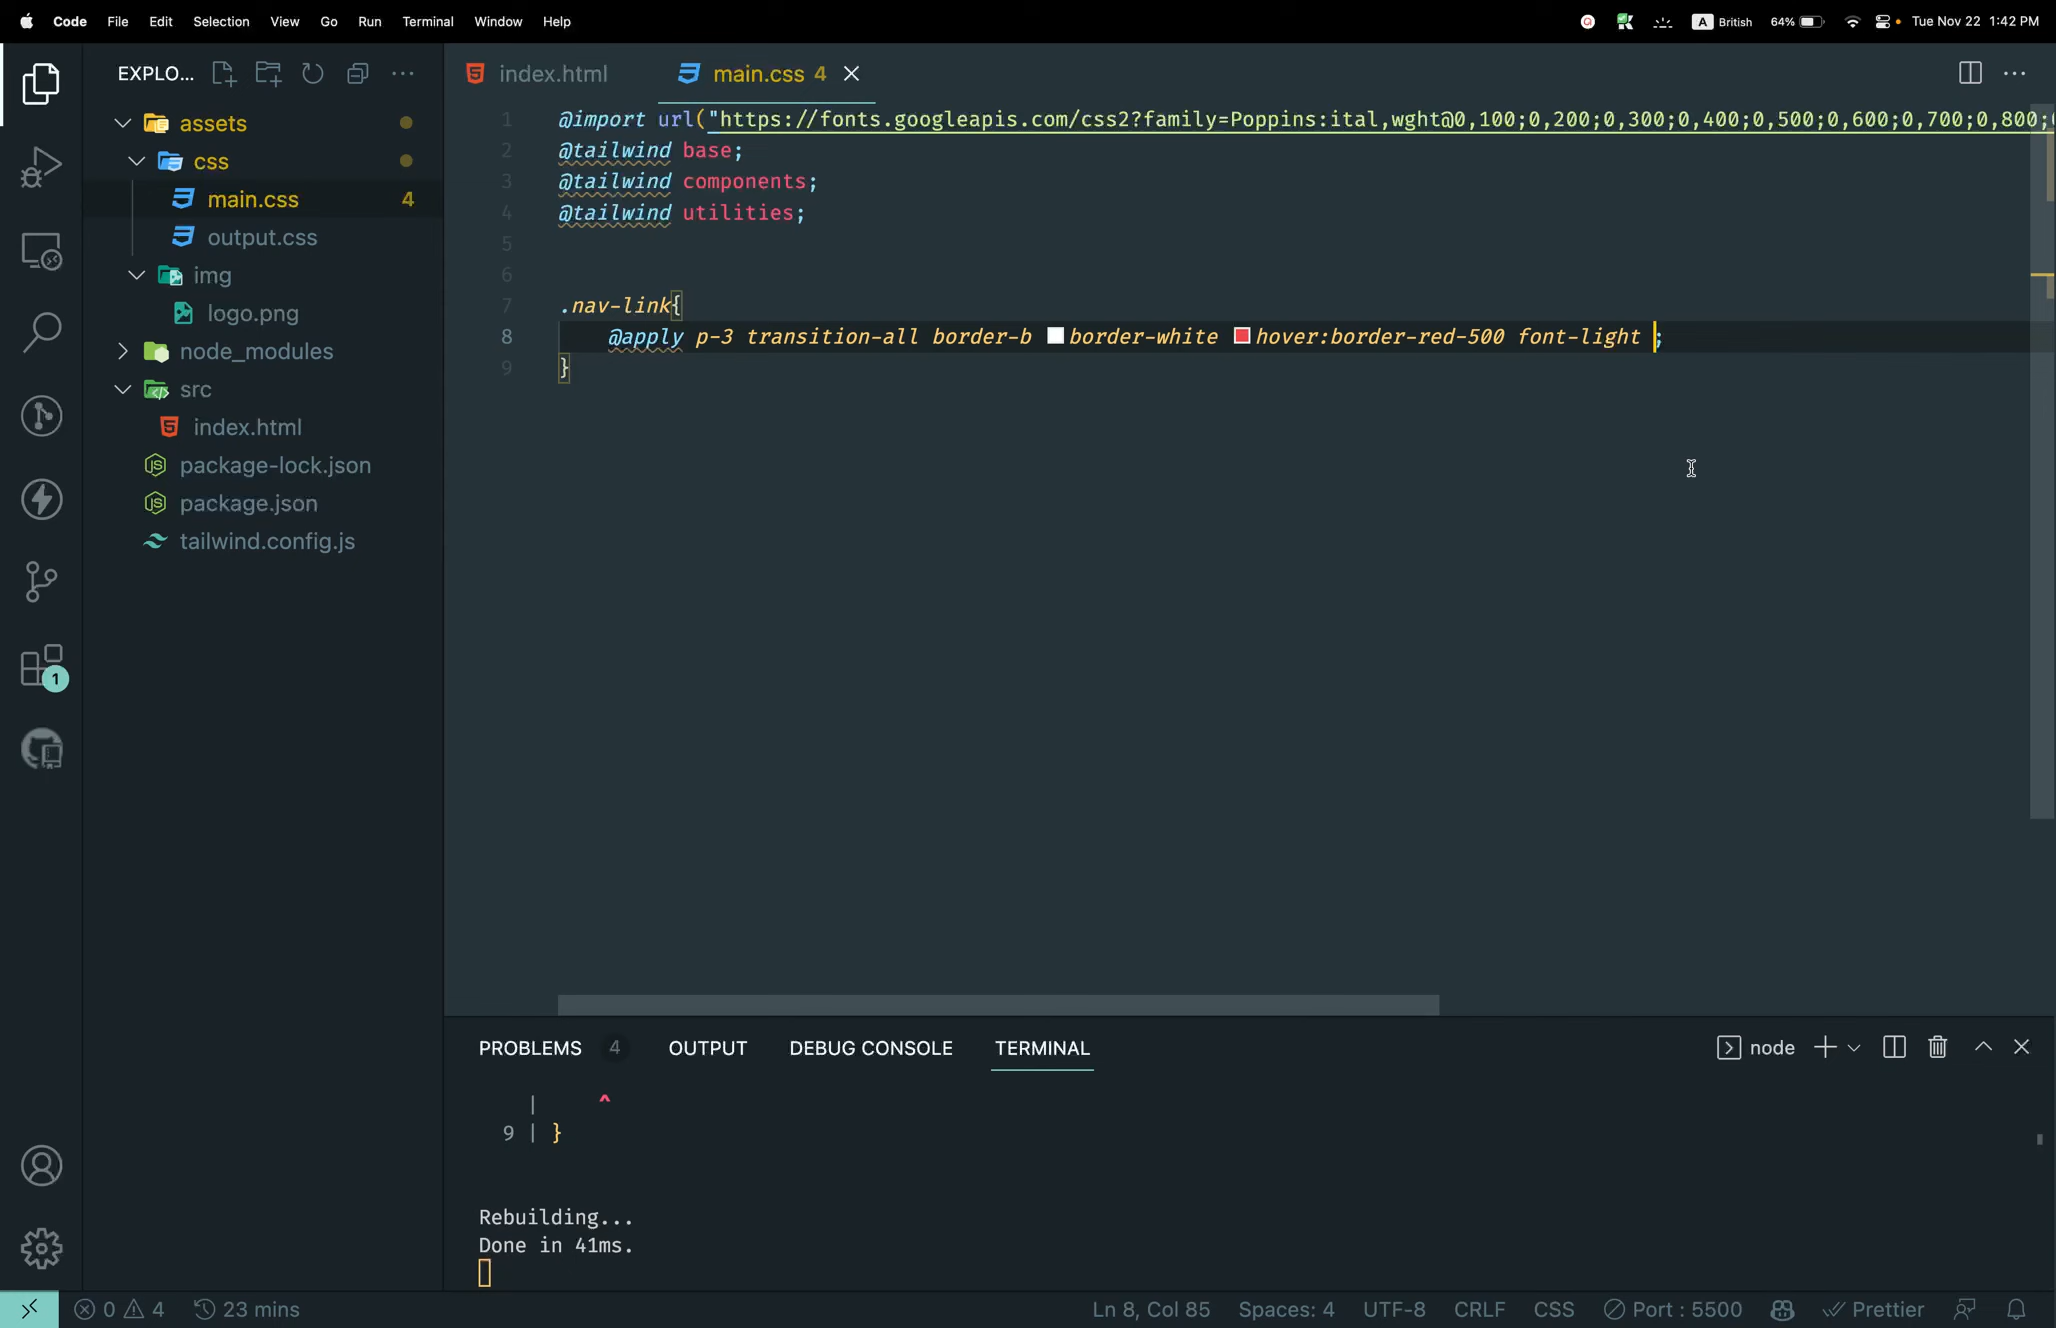 Code File Edit Selection View Go Run Terminal Window Help
A British 64% Tue Nov 22 1:42 PM
EXPLO...
index.html
main.css 4
assets
css
main.css 4
output.css
img
logo.png
node_modules
src
index.html
package-lock.json
package.json
tailwind.config.js
1 @import url("https://fonts.googleapis.com/css2?family=Poppins:ital,wght@0,100;0,200;0,300;0,400;0,500;0,600;0,700;0,800;
2 @tailwind base;
3 @tailwind components;
4 @tailwind utilities;
5
6
7 .nav-link{
8 @apply p-3 transition-all border-b border-white hover:border-red-500 font-light ;
9 }
1
PROBLEMS 4 OUTPUT DEBUG CONSOLE TERMINAL
node
| ^
9 | }
Rebuilding...
Done in 41ms.
0 4 23 mins
Ln 8, Col 85 Spaces: 4 UTF-8 CRLF CSS Port : 5500 Prettier